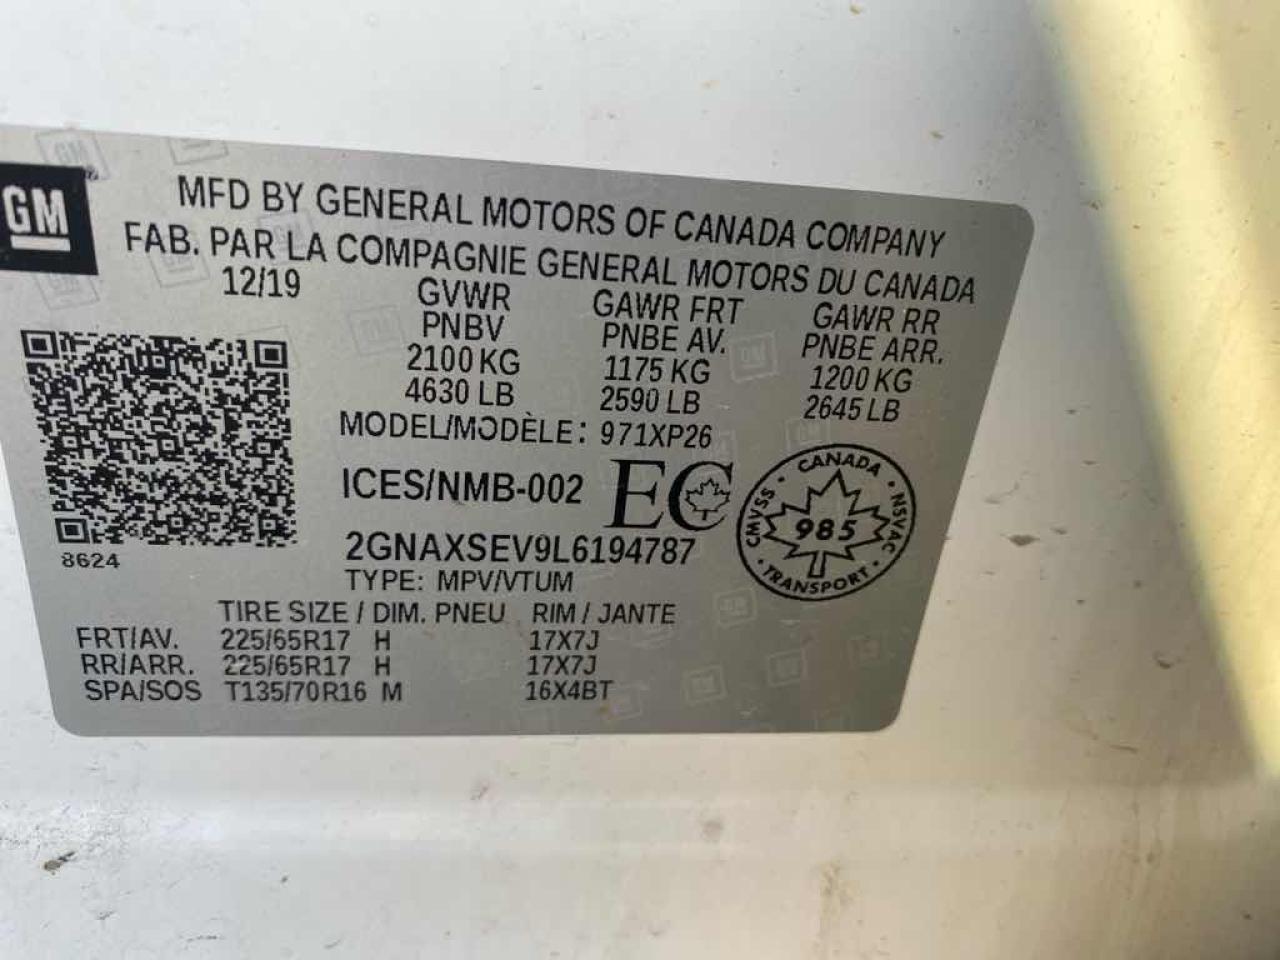 GM
MFD BY GENERAL MOTORS OF CANADA COMPANY
FAB. PAR LA COMPAGNIE GENERAL MOTORS DU CANADA
12/19 GVWR GAWR FRT GAWR RR
PNBV PNBE AV. PNBE ARR.
2100 KG 1175 KG 1200 KG
4630 LB 2590 LB 2645 LB
MODEL/MODÈLE: 971XP26
ICES/NMB-002 EC
CANADA
CMVSS 985 NSVAC
TRANSPORT
8624
2GNAXSEV9L6194787
TYPE: MPV/VTUM
TIRE SIZE / DIM. PNEU RIM / JANTE
FRT/AV. 225/65R17 H 17X7J
RR/ARR. 225/65R17 H 17X7J
SPA/SOS T135/70R16 M 16X4BT